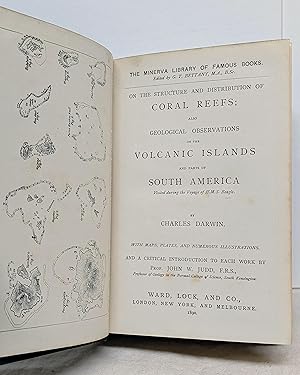 THE MINERVA LIBRARY OF FAMOUS BOOKS.
Edited by G. T. BETTANY, M.A., B.Sc.
ON THE STRUCTURE AND DISTRIBUTION OF
CORAL REEFS;
ALSO
GEOLOGICAL OBSERVATIONS
ON THE
VOLCANIC ISLANDS
AND PARTS OF
SOUTH AMERICA
Visited during the Voyage of H.M.S. Beagle.
BY
CHARLES DARWIN.
WITH MAPS, PLATES, AND NUMEROUS ILLUSTRATIONS.
AND A CRITICAL INTRODUCTION TO EACH WORK BY
PROF. JOHN W. JUDD, F.R.S.,
Professor of Geology in the Normal College of Science, South Kensington.
WARD, LOCK, AND CO.,
LONDON, NEW YORK, AND MELBOURNE.
1890.